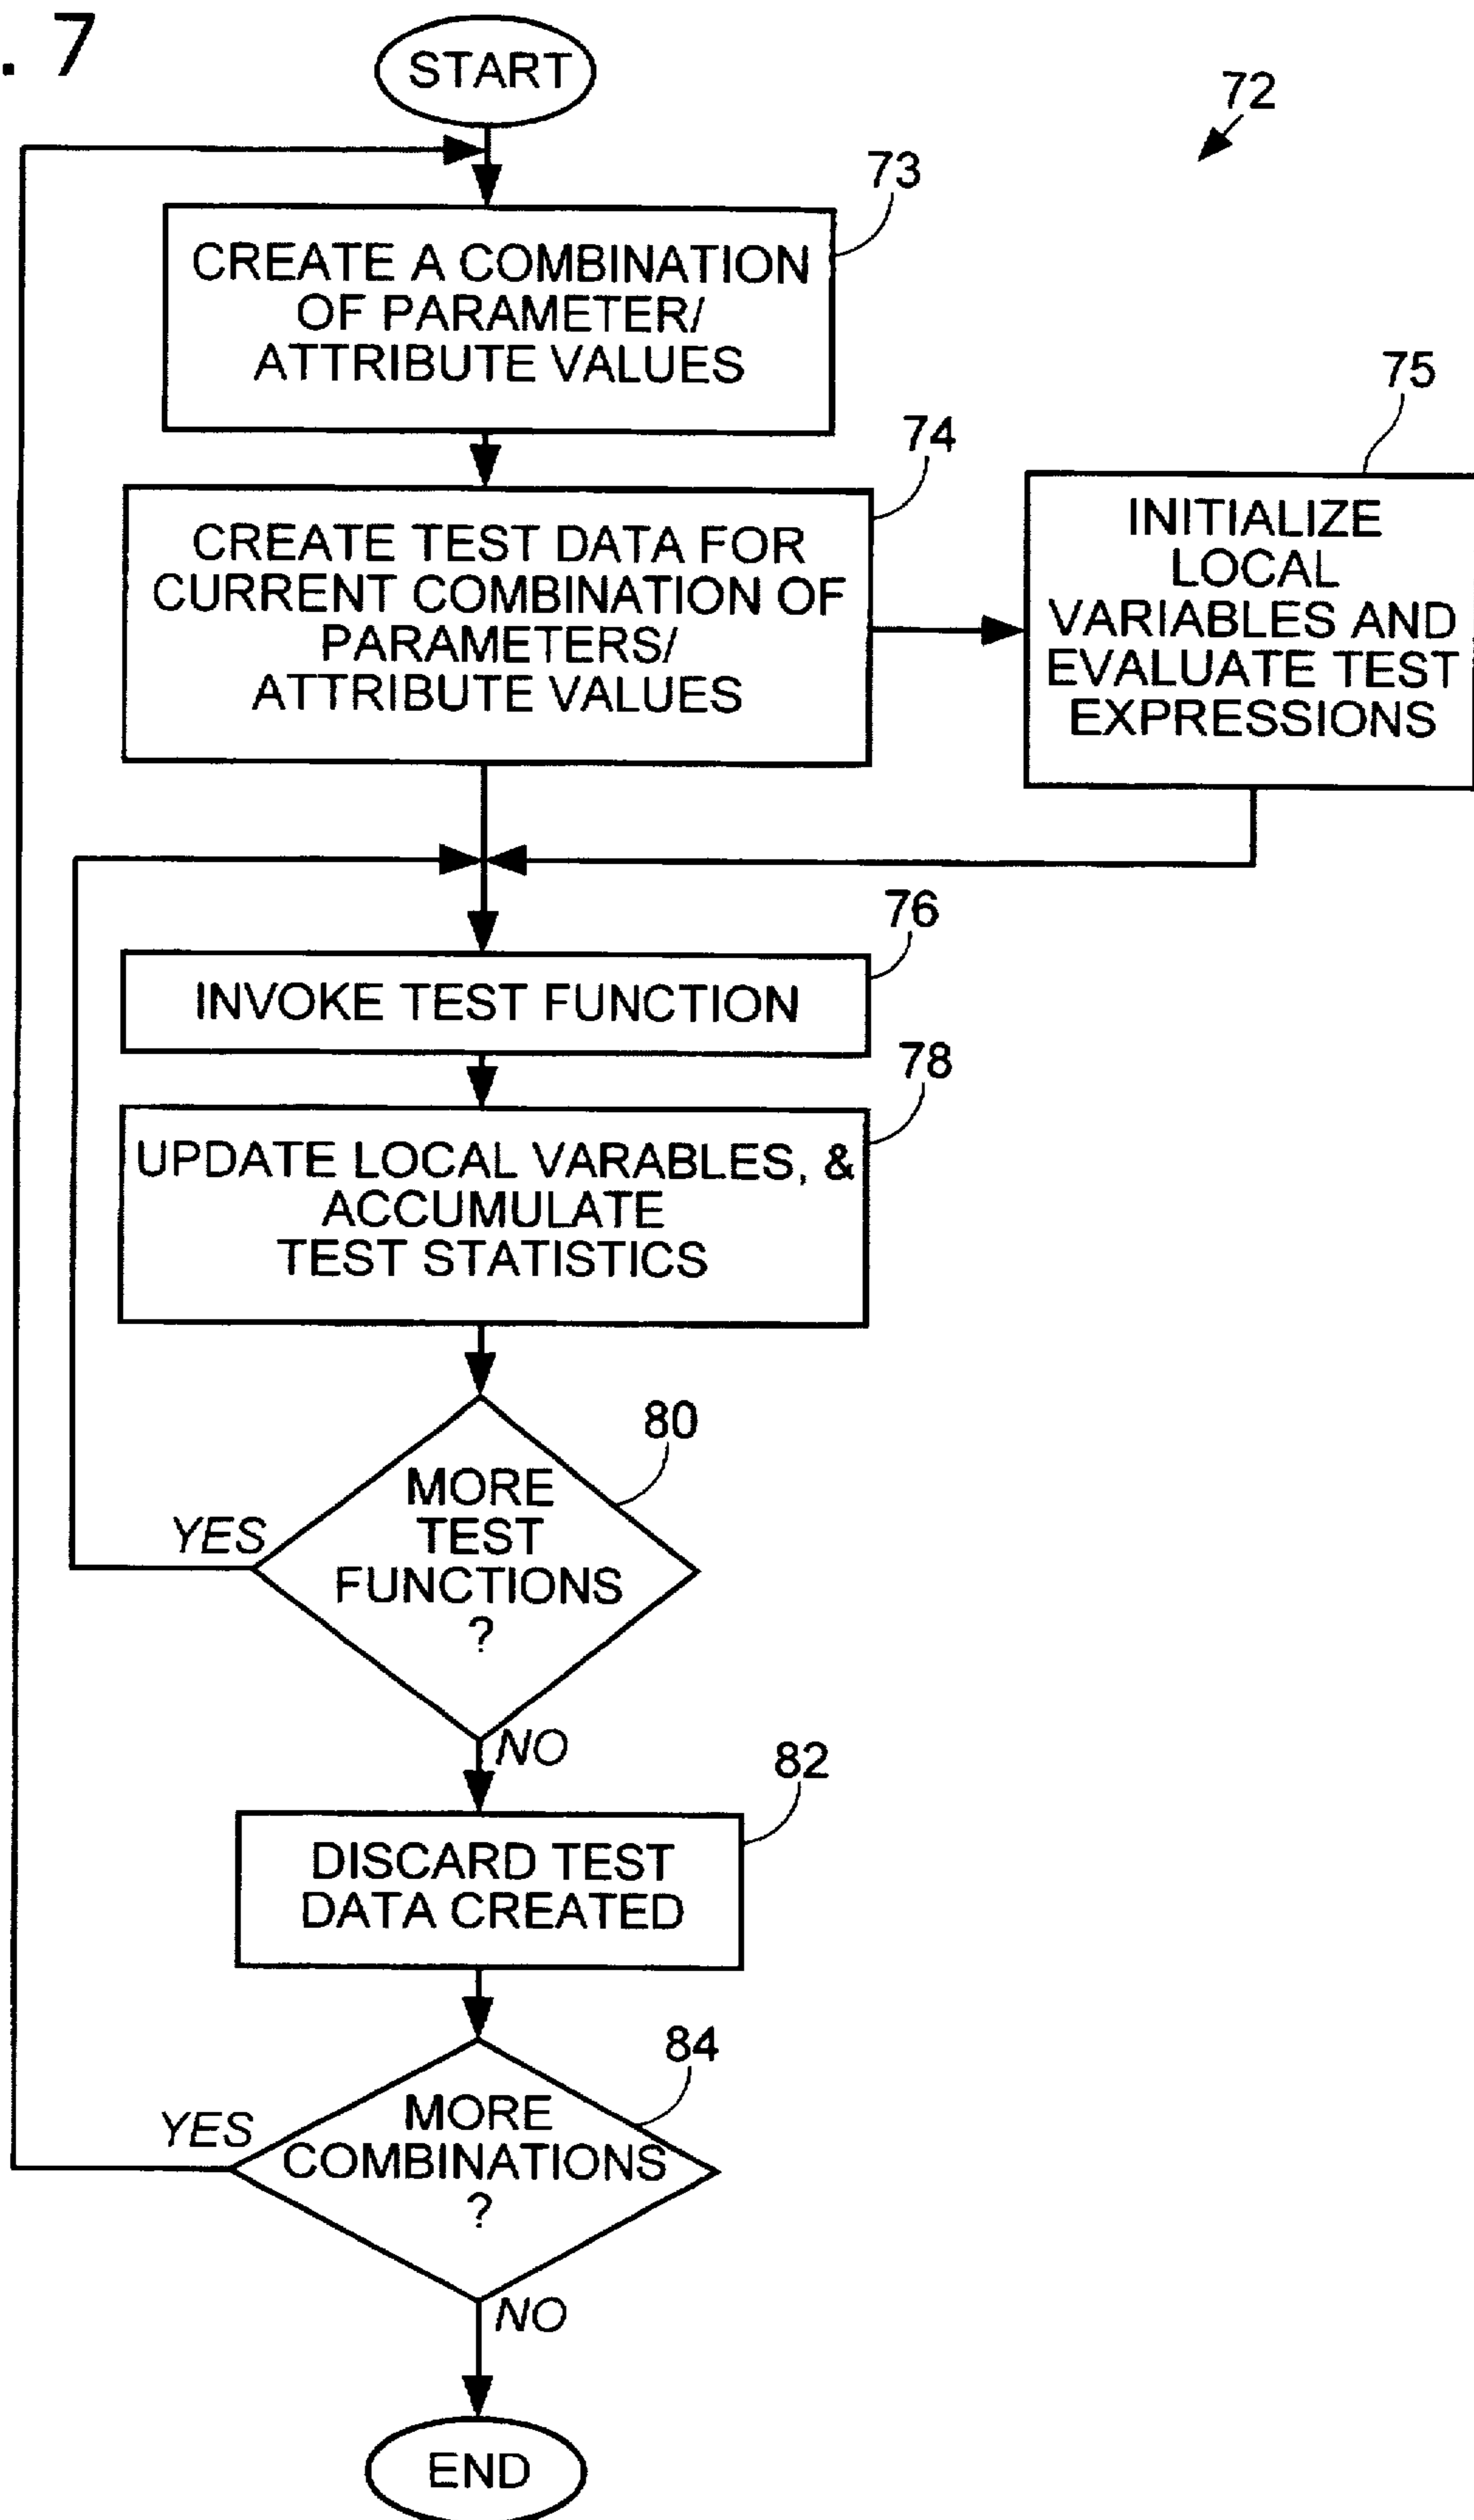 . 7
START
72
73
CREATE A COMBINATION
OF PARAMETER/
ATTRIBUTE VALUES
74
CREATE TEST DATA FOR
CURRENT COMBINATION OF
PARAMETERS/
ATTRIBUTE VALUES
75
INITIALIZE
LOCAL
VARIABLES AND
EVALUATE TEST
EXPRESSIONS
76
INVOKE TEST FUNCTION
78
UPDATE LOCAL VARABLES, &
ACCUMULATE
TEST STATISTICS
80
MORE
TEST
FUNCTIONS
?
YES
NO
82
DISCARD TEST
DATA CREATED
84
MORE
COMBINATIONS
?
YES
NO
END